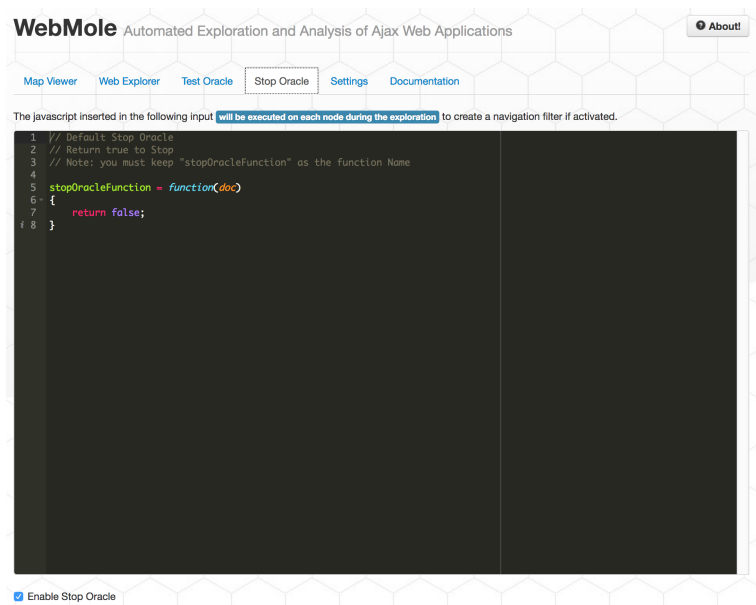 WebMole Automated Exploration and Analysis of Ajax Web Applications
About!
Map Viewer Web Explorer Test Oracle Stop Oracle Settings Documentation
The javascript inserted in the following input will be executed on each node during the exploration to create a navigation filter if activated.
1 // Default Stop Oracle
2 // Return true to Stop
3 // Note: you must keep "stopOracleFunction" as the function Name
4
5 stopOracleFunction = function(doc)
6 {
7 return false;
i 8 }
Enable Stop Oracle